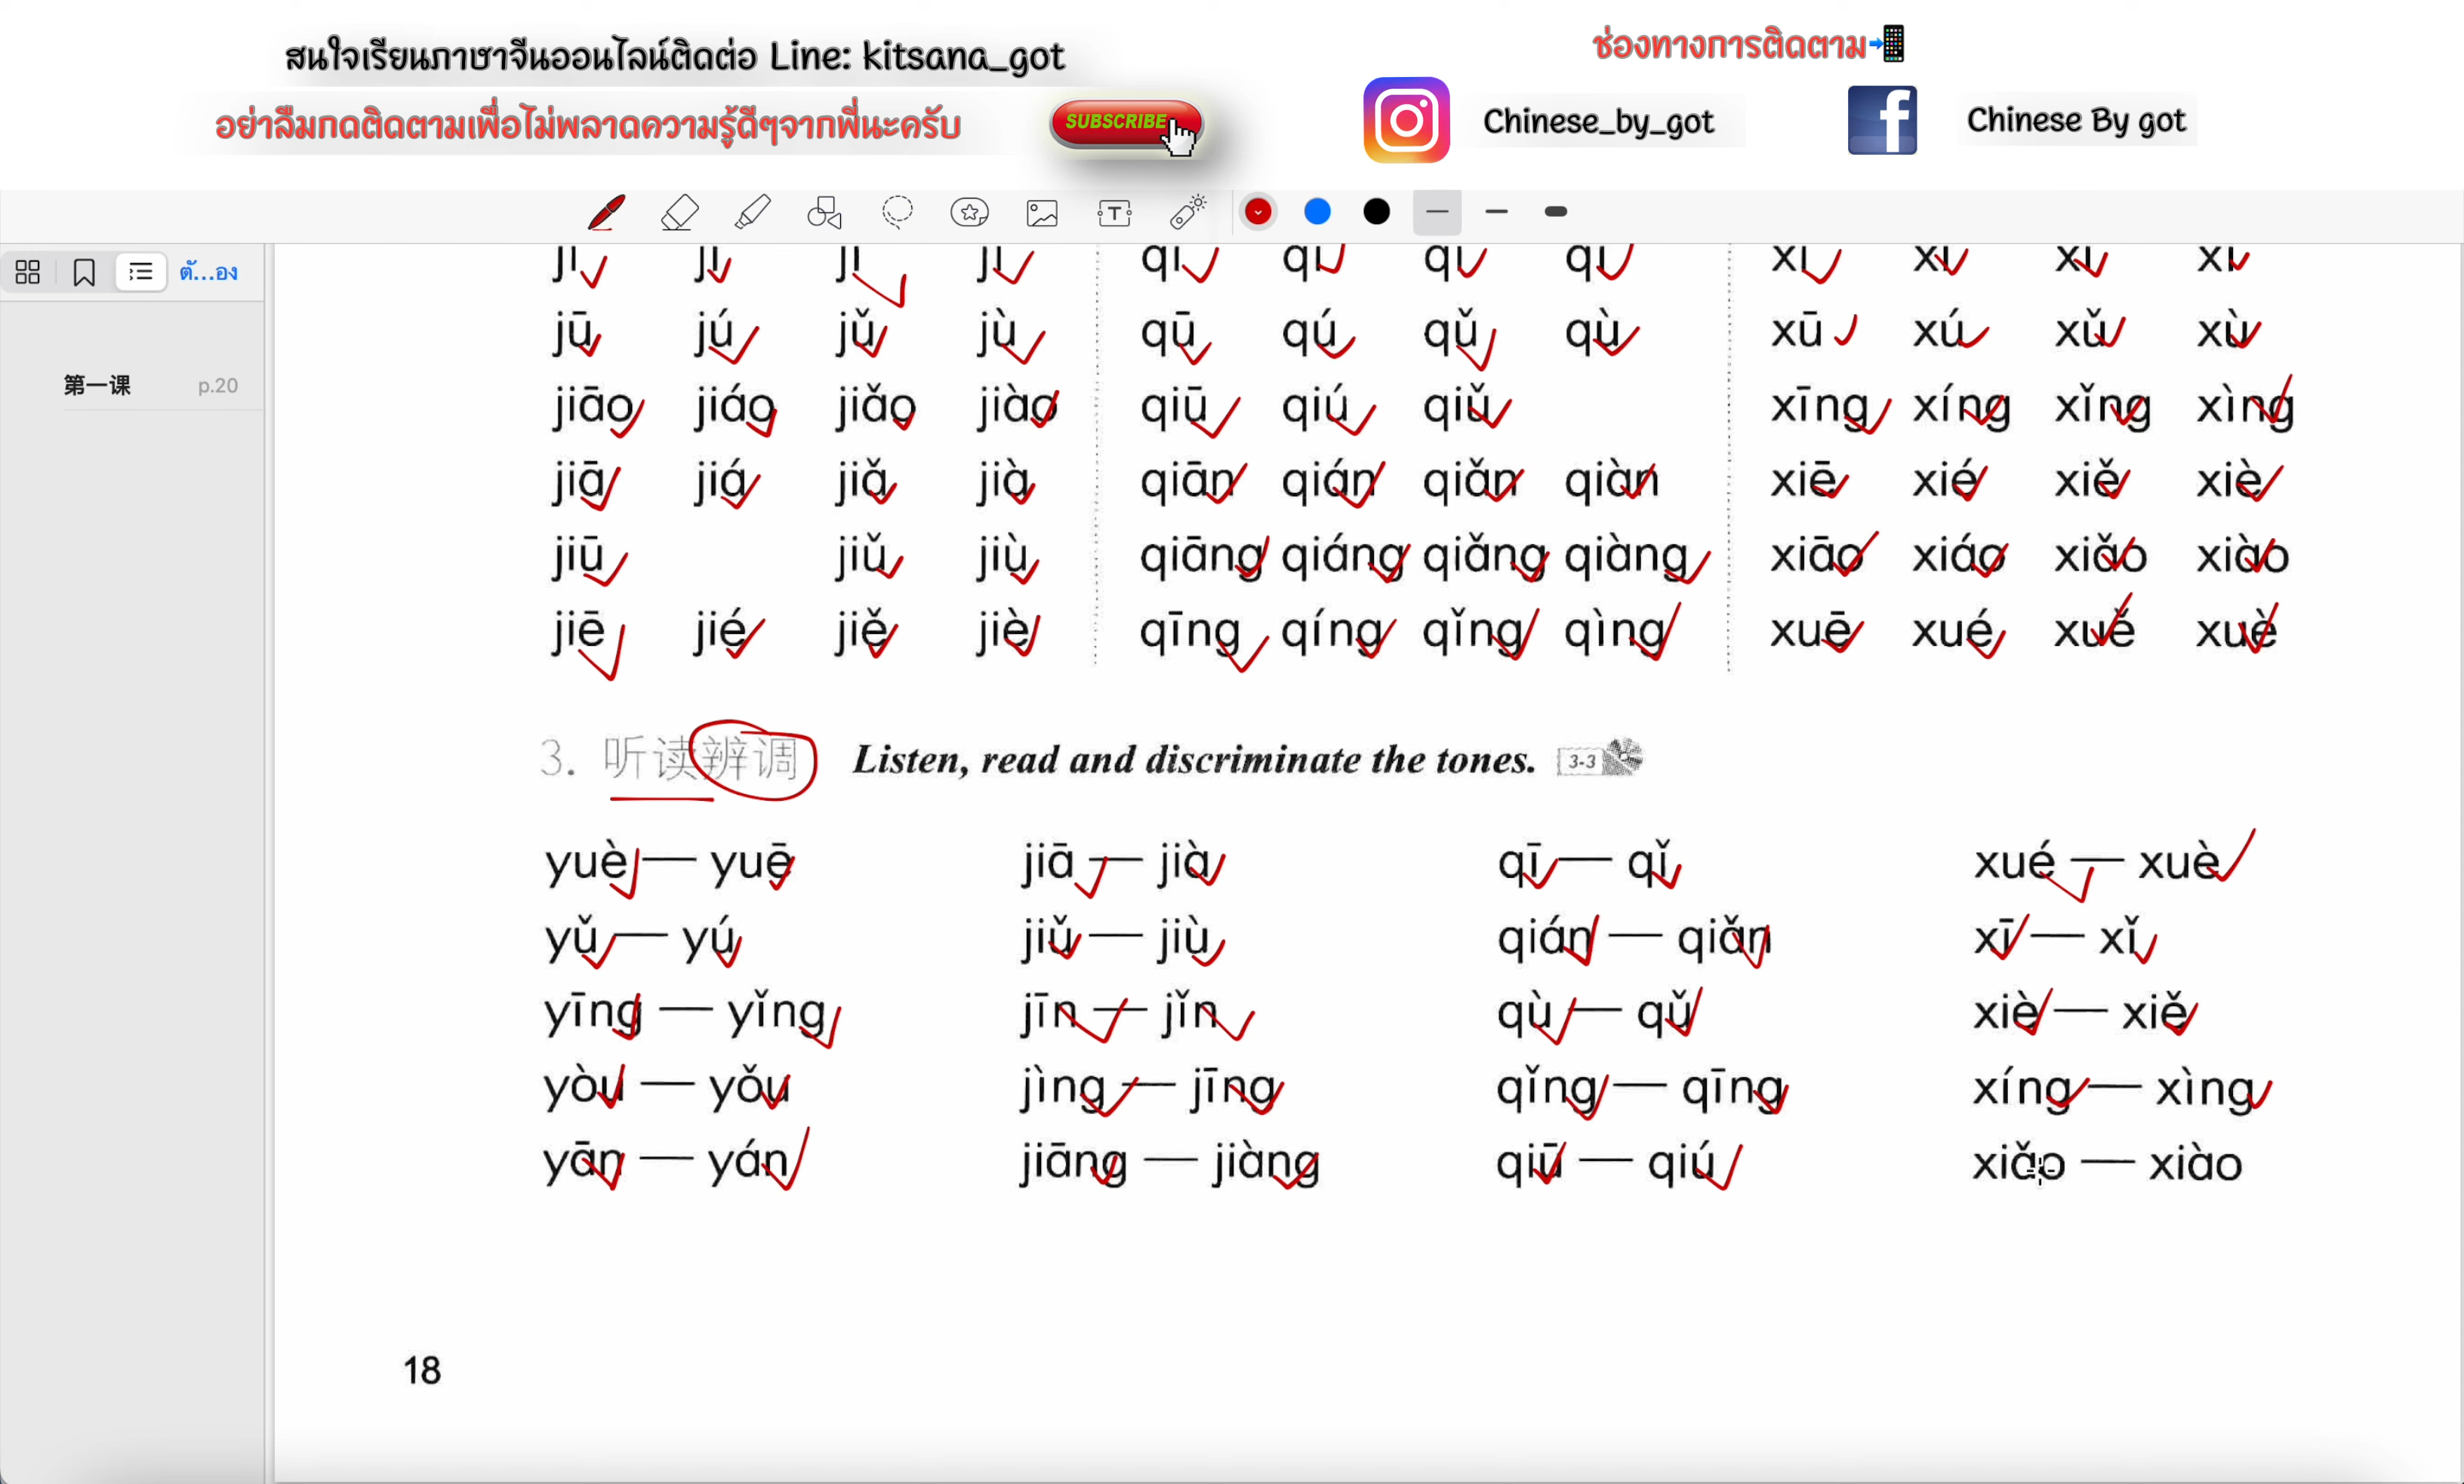 สนใจเรียนภาษาจีนออนไลน์ติดต่อ Line: kitsana_got
ช่องทางการติดตาม
อย่าลืมกดติดตามเพื่อไม่พลาดความรู้ดีๆจากพี่นะครับ
SUBSCRIBE
Chinese_by_got
Chinese By got
ตั...อง
第一课 p.20
jū jú jǔ jù qū qú qǔ qù xū xú xǔ xù
jiāo jiáo jiǎo jiào qiū qiú qiǔ xīng xíng xǐng xìng
jiā jiá jiǎ jià qiān qián qiǎn qiàn xiē xié xiě xiè
jiū jiǔ jiù qiāng qiáng qiǎng qiàng xiāo xiáo xiǎo xiào
jiē jié jiě jiè qīng qíng qǐng qìng xuē xué xuě xuè
3. 听读辨调 Listen, read and discriminate the tones. 3-3
yuè — yuē jiā — jià qī — qǐ xué — xuè
yǔ — yú jiǔ — jiù qián — qiǎn xī — xǐ
yīng — yǐng jīn — jǐn qù — qǔ xiè — xiě
yòu — yǒu jìng — jīng qǐng — qīng xíng — xìng
yān — yán jiāng — jiàng qiū — qiú xiǎo — xiào
18